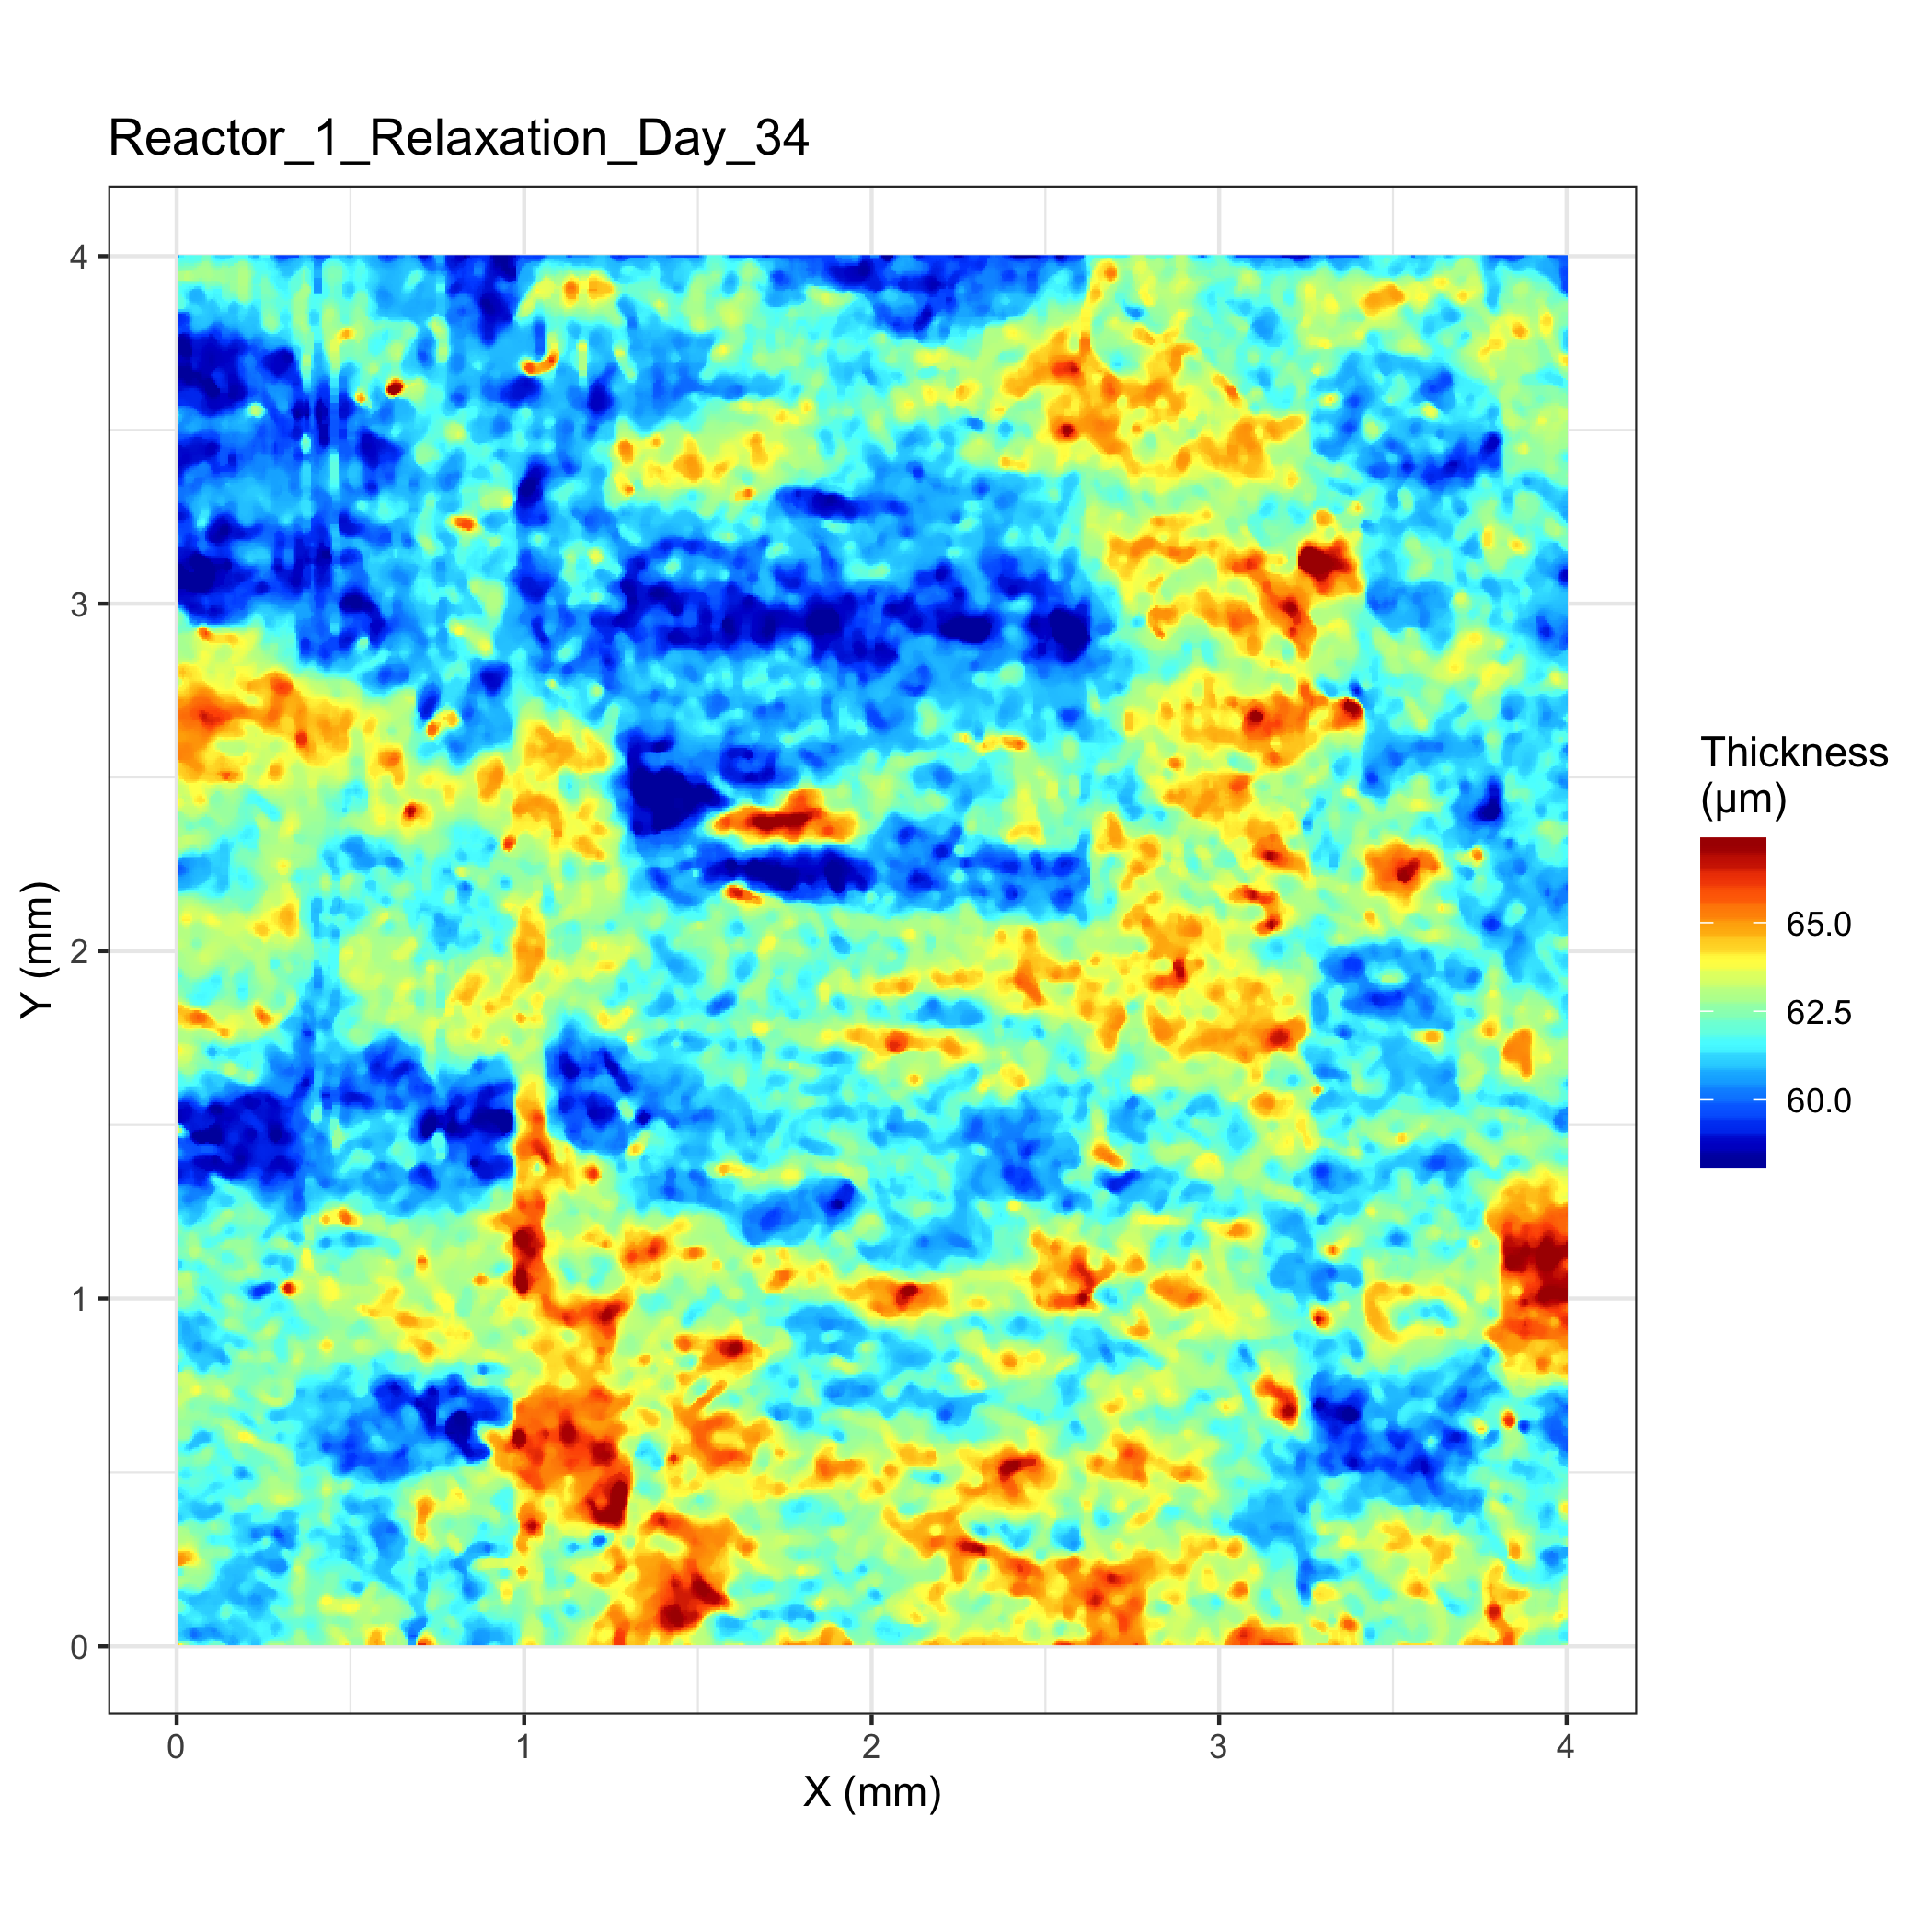 Reactor_1_Relaxation_Day_34
4
3
2
1
0
Y (mm)
0 1 2 3 4
X (mm)
Thickness
(μm)
65.0
62.5
60.0